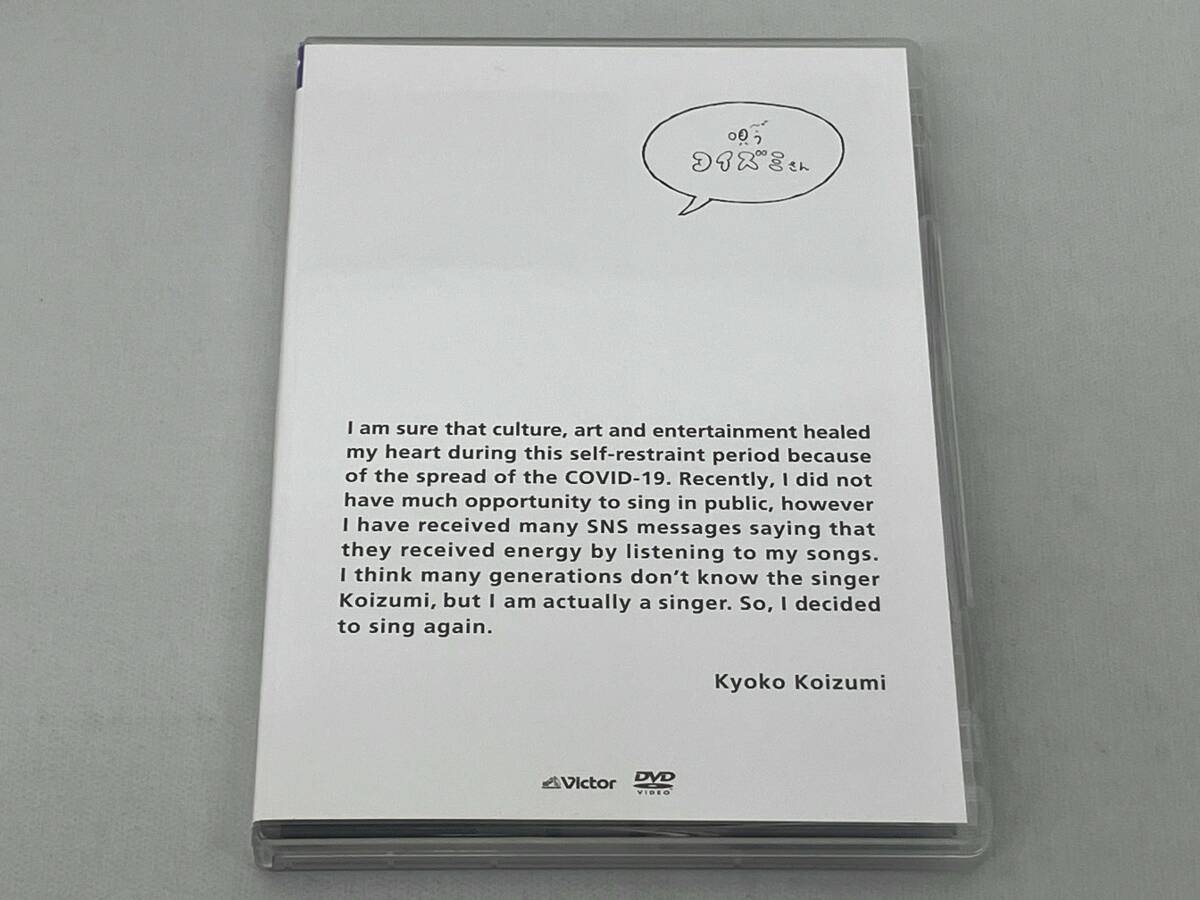 唄う
コイズミさん
I am sure that culture, art and entertainment healed
my heart during this self-restraint period because
of the spread of the COVID-19. Recently, I did not
have much opportunity to sing in public, however
I have received many SNS messages saying that
they received energy by listening to my songs.
I think many generations don't know the singer
Koizumi, but I am actually a singer. So, I decided
to sing again.
Kyoko Koizumi
Victor DVD
VIDEO